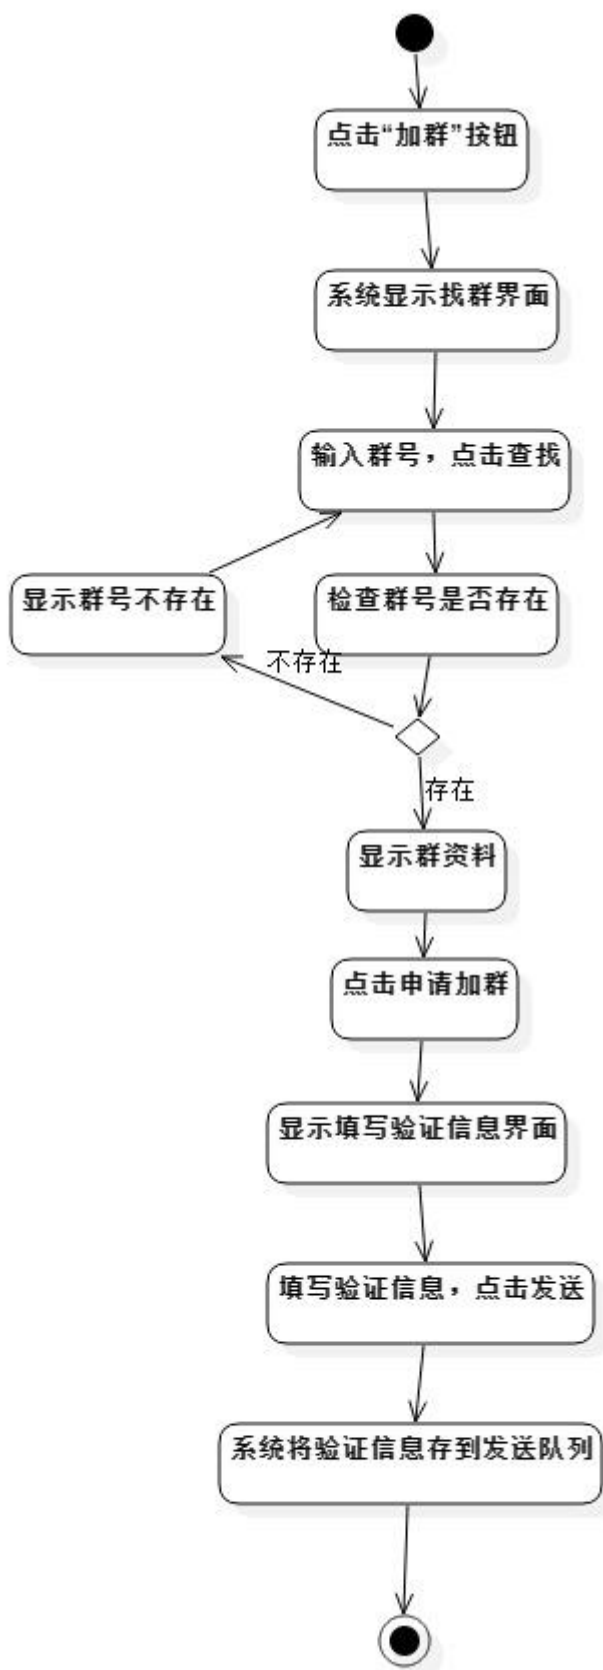 点击“加群”按钮
系统显示找群界面
输入群号，点击查找
显示群号不存在
检查群号是否存在
不存在
存在
显示群资料
点击申请加群
显示填写验证信息界面
填写验证信息，点击发送
系统将验证信息存到发送队列